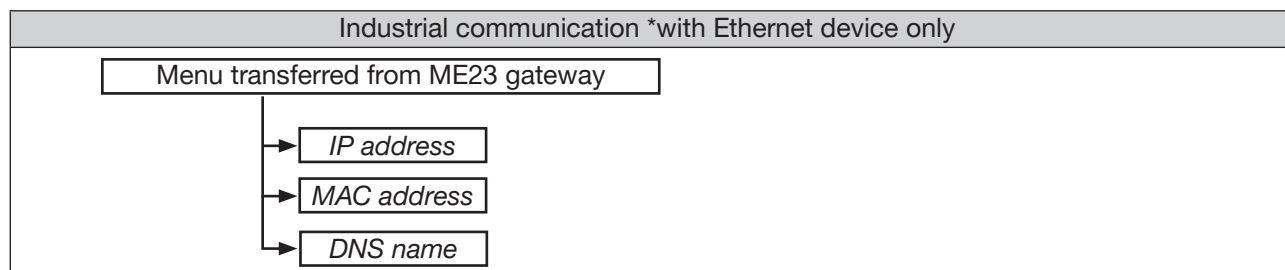 Industrial communication *with Ethernet device only
Menu transferred from ME23 gateway
IP address
MAC address
DNS name